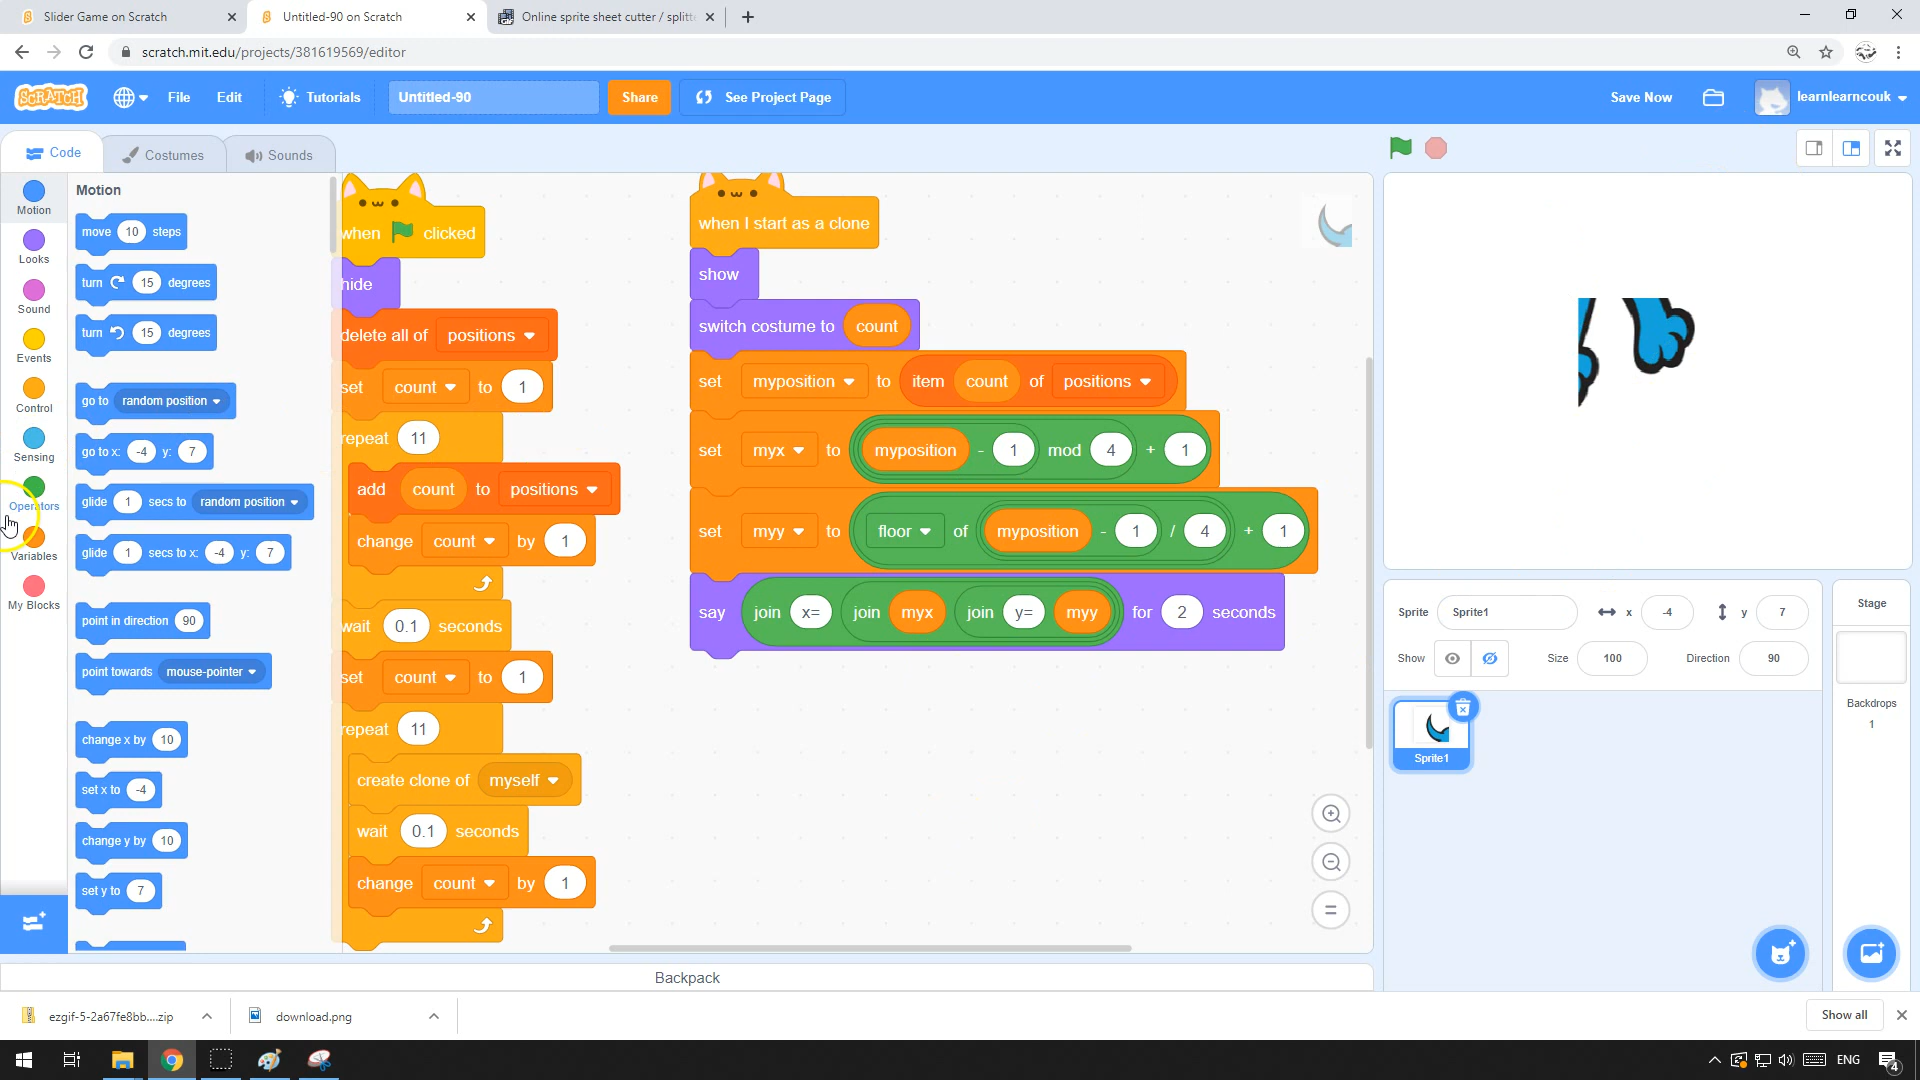 Slider Game on Scratch
Untitled-90 on Scratch
Online sprite sheet cutter / splitte
scratch.mit.edu/projects/381619569/editor
SCRATCH
File
Edit
Tutorials
Untitled-90
Share
See Project Page
Save Now
learnlearncouk
Code
Costumes
Sounds
Motion
Looks
Sound
Events
Control
Sensing
Operators
Variables
My Blocks
Motion
move 10 steps
turn 15 degrees
turn 15 degrees
go to random position
go to x: -4 y: 7
glide 1 secs to random position
glide 1 secs to x: -4 y: 7
point in direction 90
point towards mouse-pointer
change x by 10
set x to -4
change y by 10
set y to 7
when clicked
hide
delete all of positions
set count to 1
repeat 11
add count to positions
change count by 1
wait 0.1 seconds
set count to 1
repeat 11
create clone of myself
wait 0.1 seconds
change count by 1
when I start as a clone
show
switch costume to count
set myposition to item count of positions
set myx to myposition - 1 mod 4 + 1
set myy to floor of myposition - 1 / 4 + 1
say join x= join myx join y= myy for 2 seconds
Sprite Sprite1 x -4 y 7
Show Size 100 Direction 90
Sprite1
Stage
Backdrops
1
Backpack
ezgif-5-2a67fe8bb....zip
download.png
Show all
ENG
4